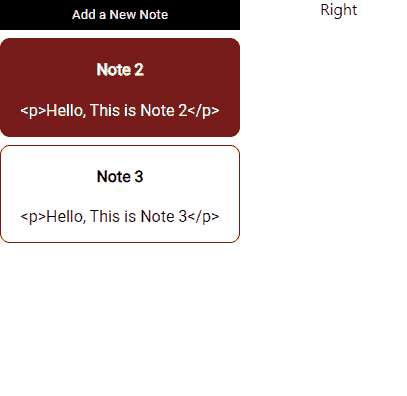 Add a New Note
Right
Note 2
<p>Hello, This is Note 2</p>
Note 3
<p>Hello, This is Note 3</p>